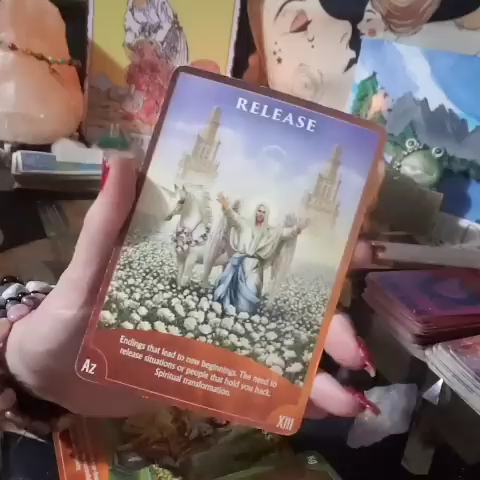 RELEASE
Endings that lead to new beginnings. The need to
release situations or people that hold you back.
Spiritual transformation.
Az
XIII